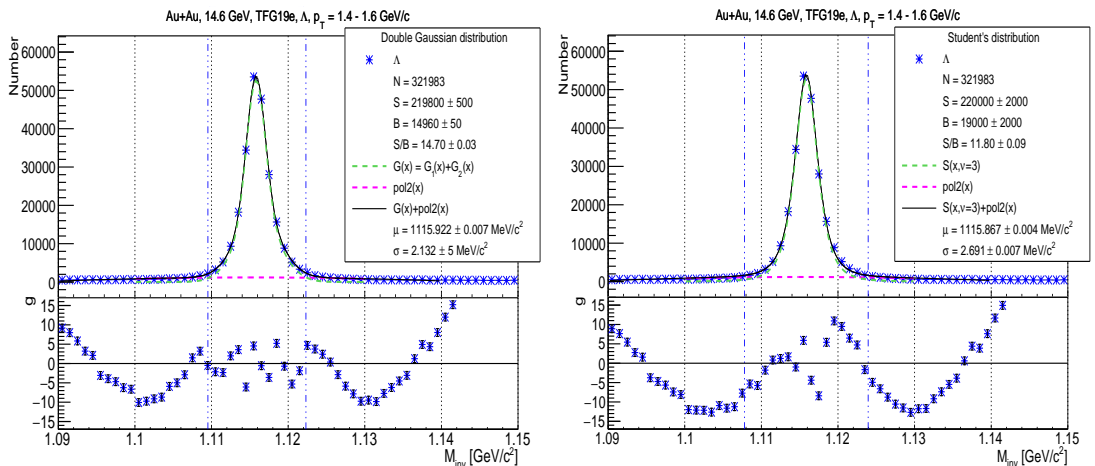 Au+Au, 14.6 GeV, TFG19e, Λ, p_T = 1.4 - 1.6 GeV/c
Number
60000
50000
40000
30000
20000
10000
0
Double Gaussian distribution
Λ
N = 321983
S = 219800 ± 500
B = 14960 ± 50
S/B = 14.70 ± 0.03
G(x) = G_1(x)+G_2(x)
pol2(x)
G(x)+pol2(x)
μ = 1115.922 ± 0.007 MeV/c²
σ = 2.132 ± 5 MeV/c²
g
15
10
5
0
−5
−10
−15
1.09 1.1 1.11 1.12 1.13 1.14 1.15
M_inv [GeV/c²]
Au+Au, 14.6 GeV, TFG19e, Λ, p_T = 1.4 - 1.6 GeV/c
Number
60000
50000
40000
30000
20000
10000
0
Student's distribution
Λ
N = 321983
S = 220000 ± 2000
B = 19000 ± 2000
S/B = 11.80 ± 0.09
S(x,ν=3)
pol2(x)
S(x,ν=3)+pol2(x)
μ = 1115.867 ± 0.004 MeV/c²
σ = 2.691 ± 0.007 MeV/c²
g
15
10
5
0
−5
−10
−15
1.09 1.1 1.11 1.12 1.13 1.14 1.15
M_inv [GeV/c²]